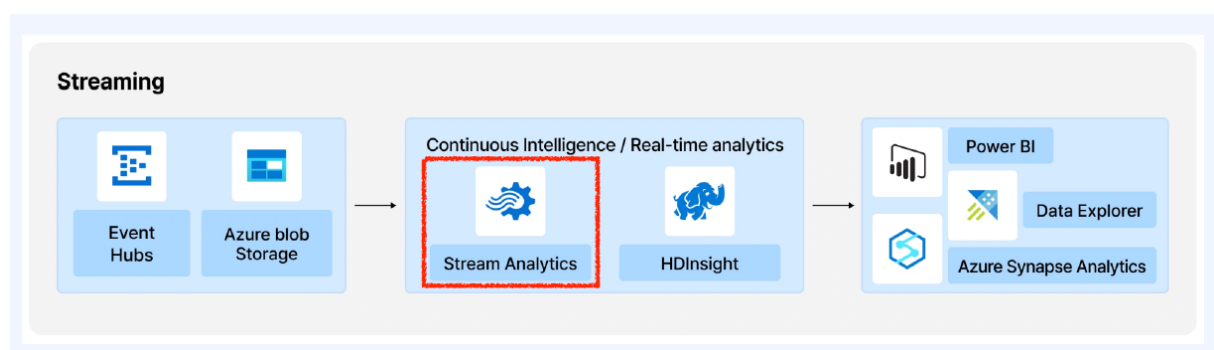 Streaming
Event
Hubs
Azure blob
Storage
Continuous Intelligence / Real-time analytics
Stream Analytics
HDInsight
Power BI
Data Explorer
Azure Synapse Analytics